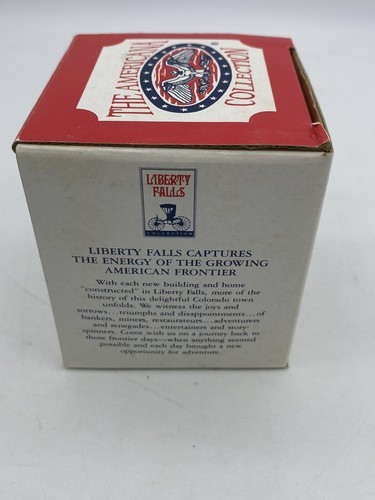 THE AMERICANA
COLLECTION
®
LIBERTY
FALLS
COLLECTION
LIBERTY FALLS CAPTURES
THE ENERGY OF THE GROWING
AMERICAN FRONTIER
With each new building and home
"constructed" in Liberty Falls, more of the
history of this delightful Colorado town
unfolds. We witness the joys and
sorrows...triumphs and disappointments...of
bankers, miners, restaurateurs...adventurers
and renegades...entertainers and story-
spinners. Come with us on a journey back to
those frontier days—when anything seemed
possible and each day brought a new
opportunity for adventure.